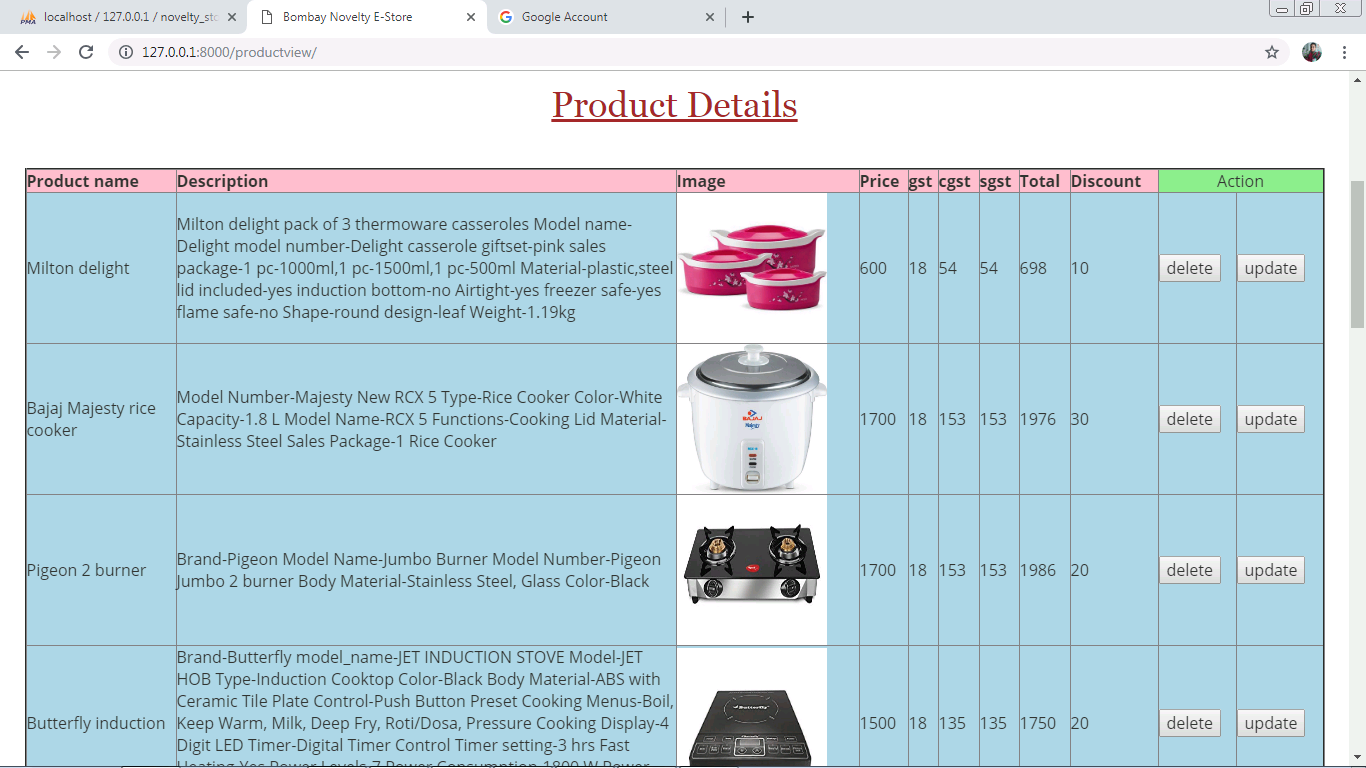 localhost / 127.0.0.1 / novelty_sto
Bombay Novelty E-Store
Google Account
127.0.0.1:8000/productview/
Product Details
Product name Description Image Price gst cgst sgst Total Discount Action
Milton delight
Milton delight pack of 3 thermoware casseroles Model name-
Delight model number-Delight casserole giftset-pink sales
package-1 pc-1000ml,1 pc-1500ml,1 pc-500ml Material-plastic,steel
lid included-yes induction bottom-no Airtight-yes freezer safe-yes
flame safe-no Shape-round design-leaf Weight-1.19kg
600 18 54 54 698 10 delete update
Bajaj Majesty rice
cooker
Model Number-Majesty New RCX 5 Type-Rice Cooker Color-White
Capacity-1.8 L Model Name-RCX 5 Functions-Cooking Lid Material-
Stainless Steel Sales Package-1 Rice Cooker
BAJAJ
Majesty
1700 18 153 153 1976 30 delete update
Pigeon 2 burner
Brand-Pigeon Model Name-Jumbo Burner Model Number-Pigeon
Jumbo 2 burner Body Material-Stainless Steel, Glass Color-Black
1700 18 153 153 1986 20 delete update
Butterfly induction
Brand-Butterfly model_name-JET INDUCTION STOVE Model-JET
HOB Type-Induction Cooktop Color-Black Body Material-ABS with
Ceramic Tile Plate Control-Push Button Preset Cooking Menus-Boil,
Keep Warm, Milk, Deep Fry, Roti/Dosa, Pressure Cooking Display-4
Digit LED Timer-Digital Timer Control Timer setting-3 hrs Fast
Heating-Yes Power Levels-7 Power Consumption-1800 W Power
Butterfly
1500 18 135 135 1750 20 delete update